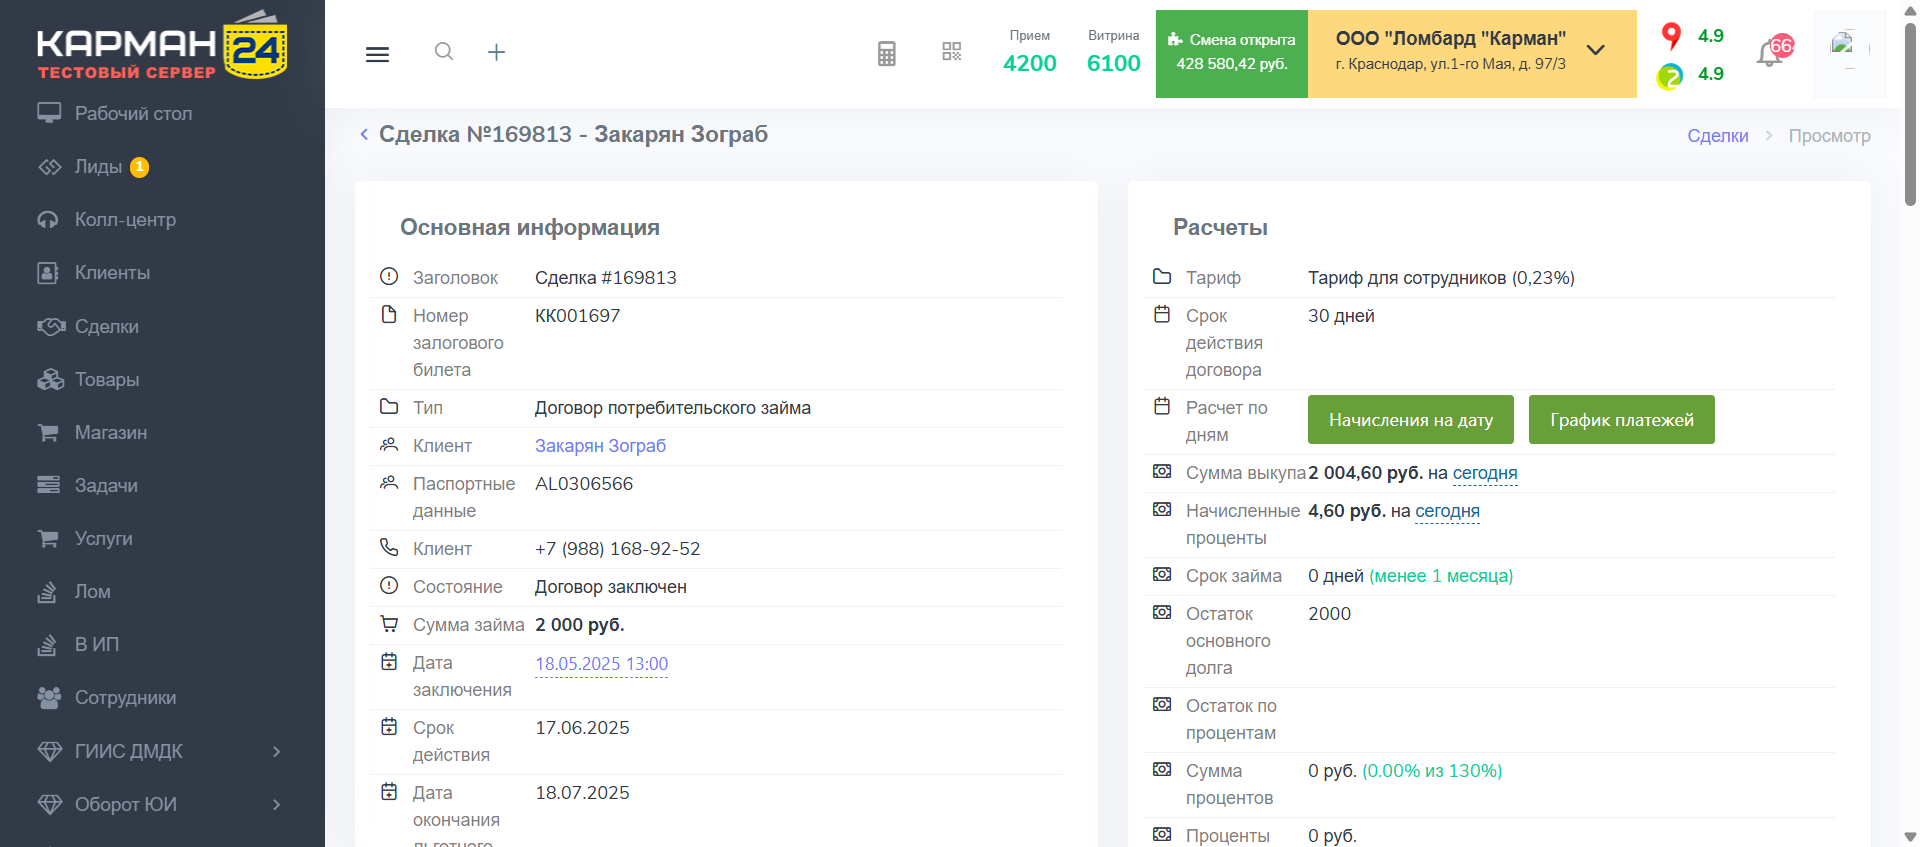 КАРМАН 24
ТЕСТОВЫЙ СЕРВЕР
Рабочий стол
Лиды 1
Колл-центр
Клиенты
Сделки
Товары
Магазин
Задачи
Услуги
Лом
В ИП
Сотрудники
ГИИС ДМДК
Оборот ЮИ
Прием
4200
Витрина
6100
Смена открыта
428 580,42 руб.
ООО "Ломбард "Карман"
г. Краснодар, ул.1-го Мая, д. 97/3
4.9
4.9
Сделка №169813 - Закарян Зограб
Сделки > Просмотр
Основная информация
Заголовок Сделка #169813
Номер КК001697
залогового
билета
Тип Договор потребительского займа
Клиент Закарян Зограб
Паспортные AL0306566
данные
Клиент +7 (988) 168-92-52
Состояние Договор заключен
Сумма займа 2 000 руб.
Дата 18.05.2025 13:00
заключения
Срок 17.06.2025
действия
Дата 18.07.2025
окончания
льготного
Расчеты
Тариф Тариф для сотрудников (0,23%)
Срок 30 дней
действия
договора
Расчет по Начисления на дату График платежей
дням
Сумма выкупа 2 004,60 руб. на сегодня
Начисленные 4,60 руб. на сегодня
проценты
Срок займа 0 дней (менее 1 месяца)
Остаток 2000
основного
долга
Остаток по
процентам
Сумма 0 руб. (0.00% из 130%)
процентов
Проценты 0 руб.